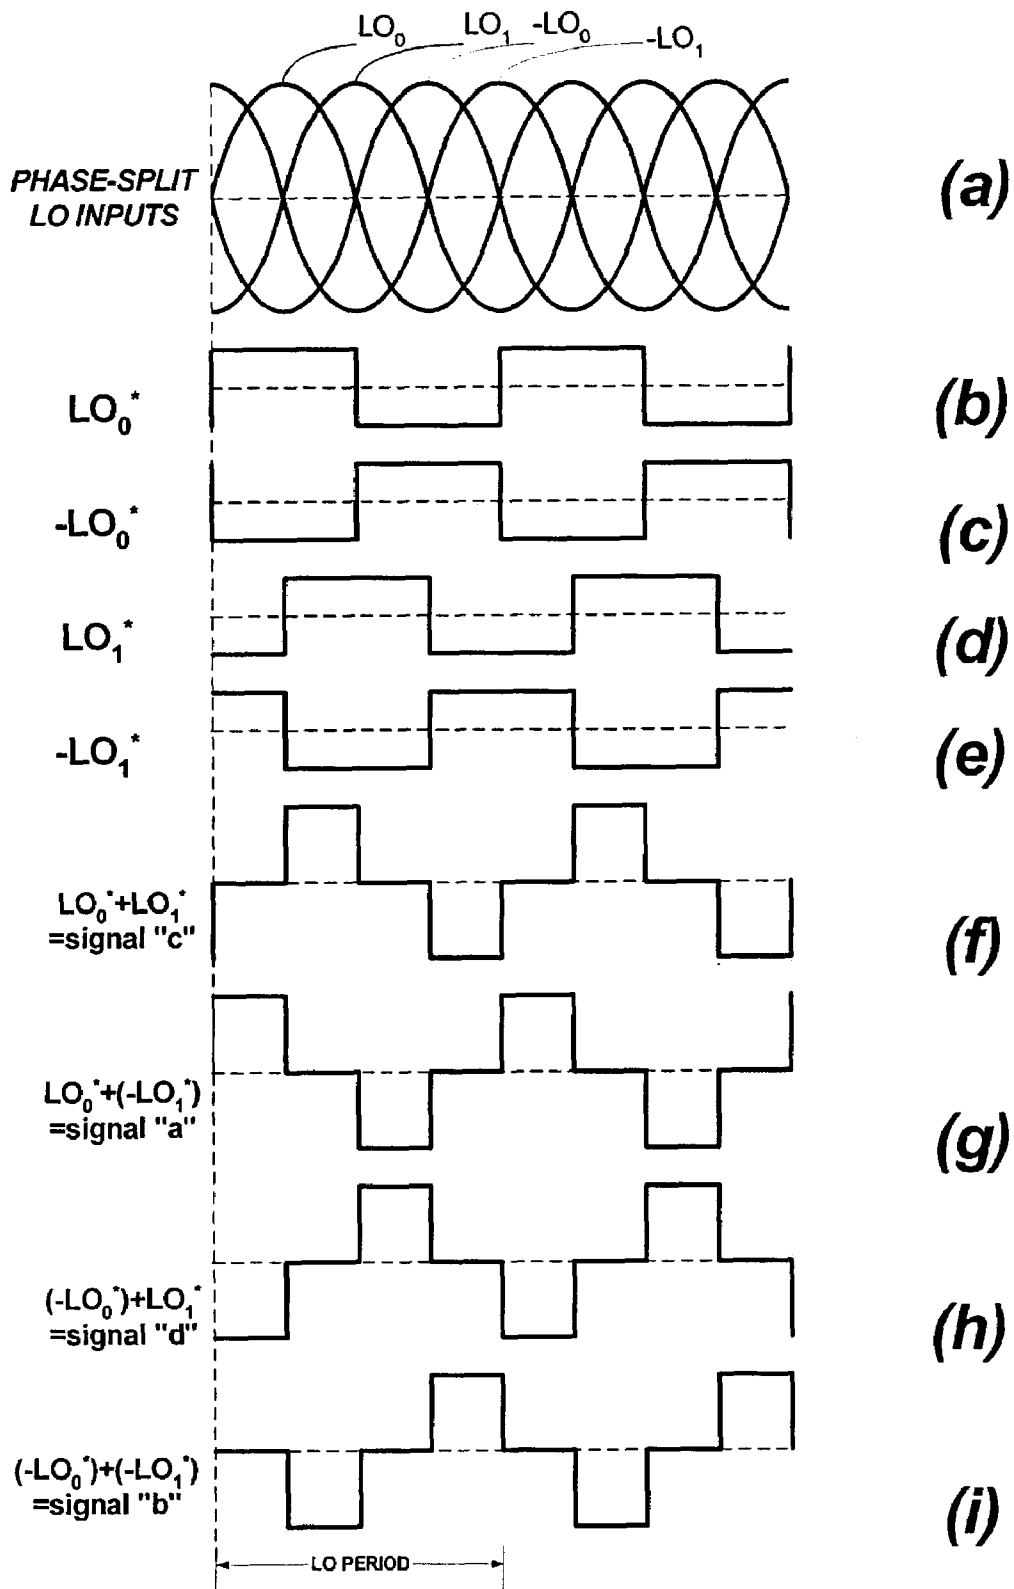 LO₀ LO₁ -LO₀ -LO₁
PHASE-SPLIT
LO INPUTS
(a)
LO₀*
(b)
-LO₀*
(c)
LO₁*
(d)
-LO₁*
(e)
LO₀*+LO₁*
=signal "c"
(f)
LO₀*+(-LO₁*)
=signal "a"
(g)
(-LO₀*)+LO₁*
=signal "d"
(h)
(-LO₀*)+(-LO₁*)
=signal "b"
(i)
LO PERIOD